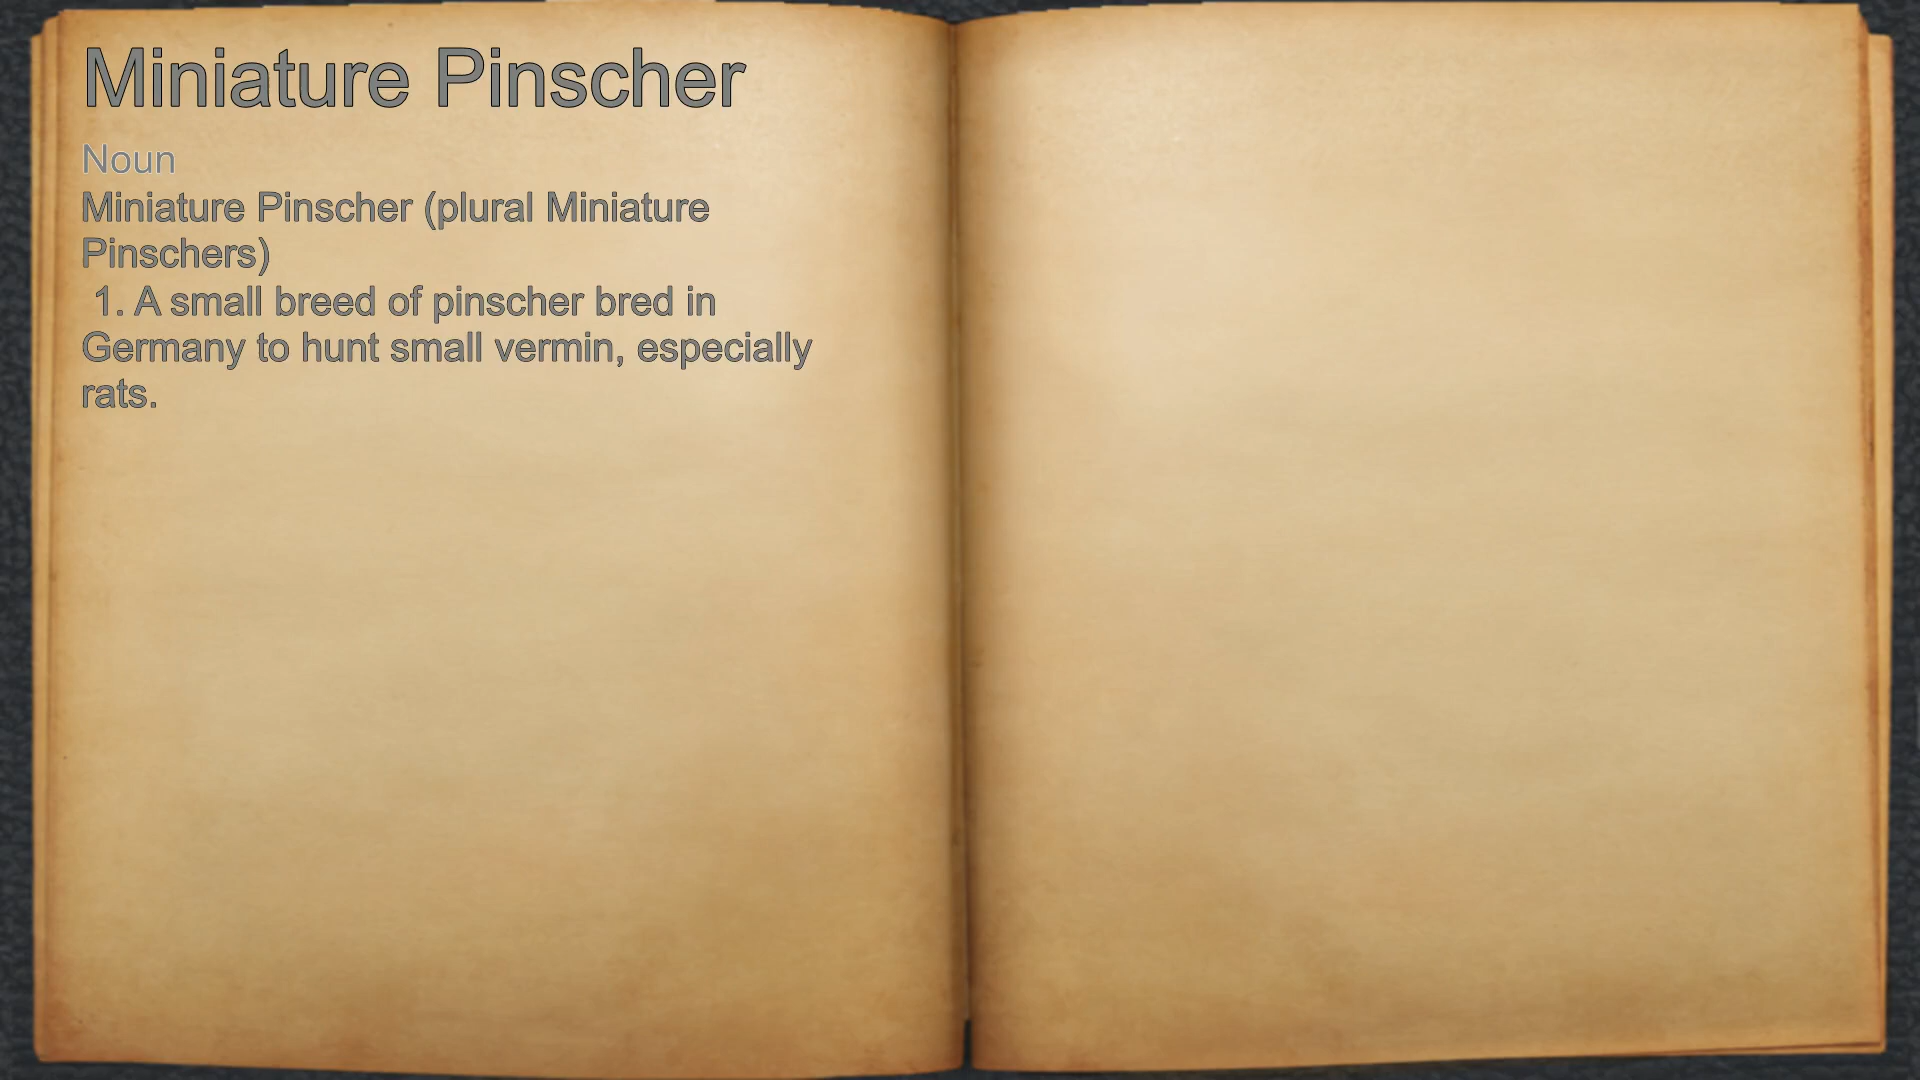 Miniature Pinscher
Noun
Miniature Pinscher (plural Miniature
Pinschers)
1. A small breed of pinscher bred in
Germany to hunt small vermin, especially
rats.